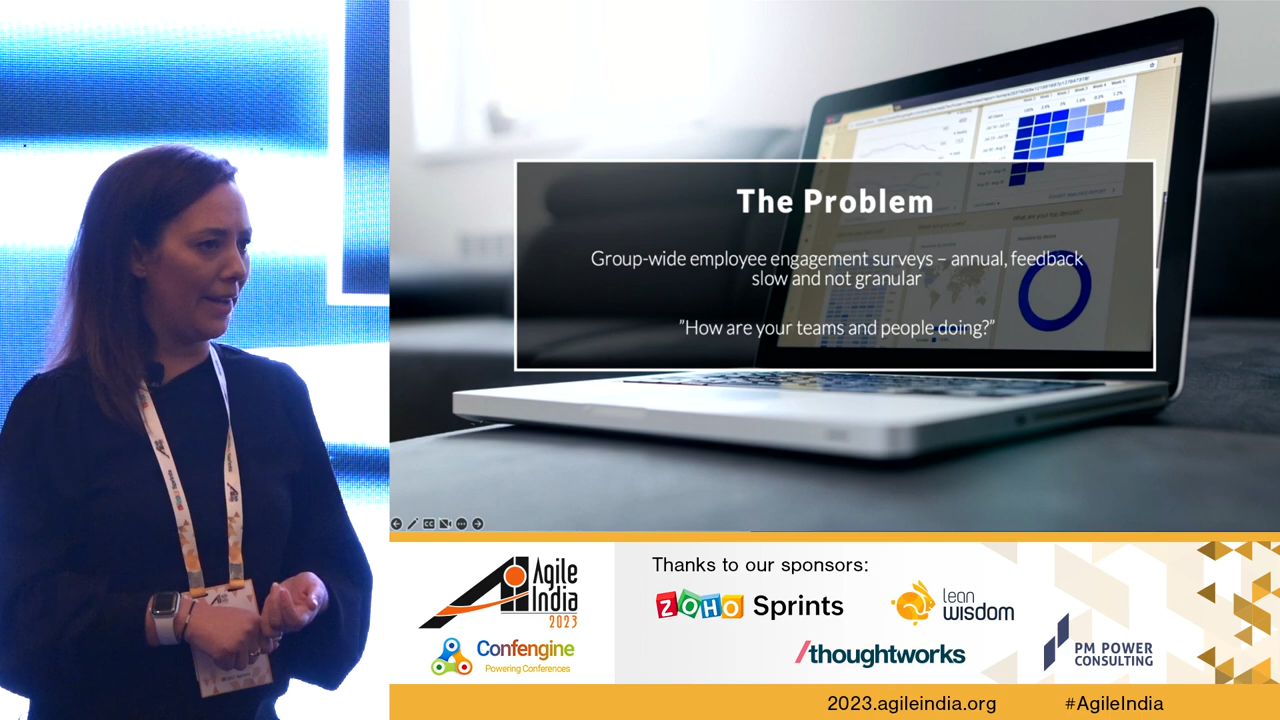 The Problem
Group-wide employee engagement surveys – annual, feedback
slow and not granular
”How are your teams and people doing?”
Agile
India
2023
Confengine
Powering Conferences
Thanks to our sponsors:
ZOHO Sprints
lean
wisdom
/thoughtworks
PM POWER
CONSULTING
2023.agileindia.org
#AgileIndia